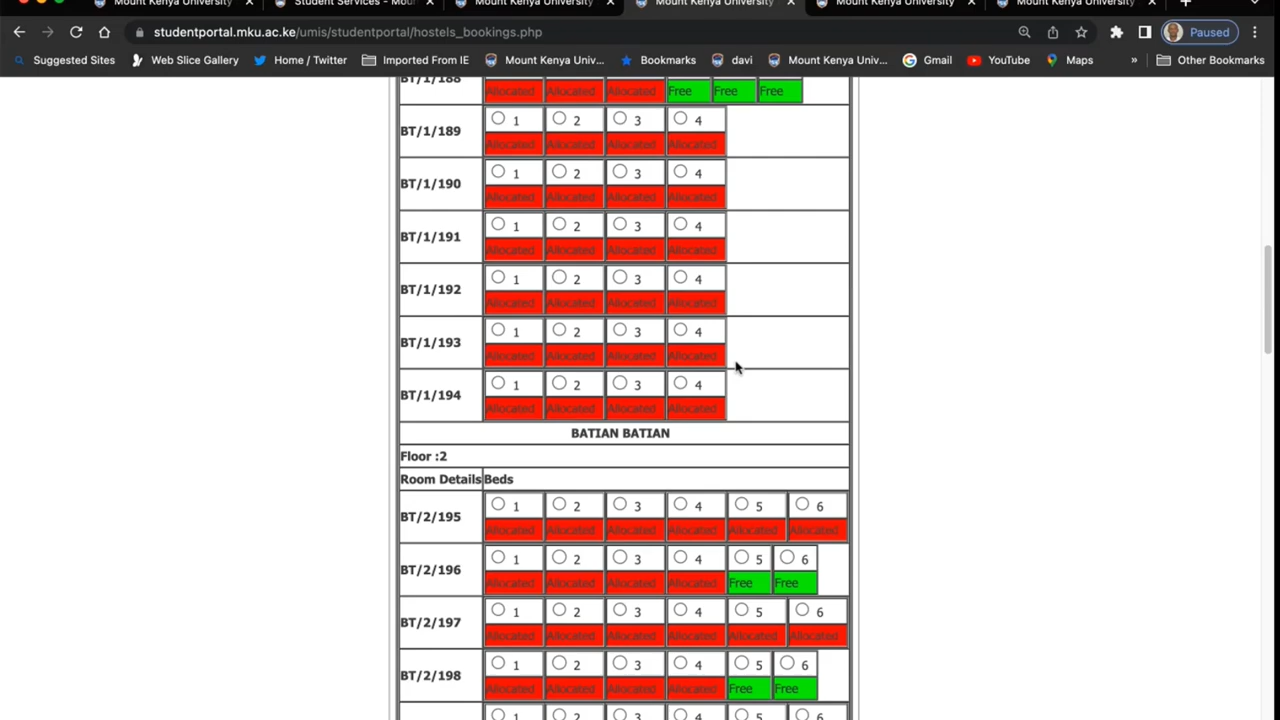 Mount Kenya University Student Services - Moun Mount Kenya University Mount Kenya University Mount Kenya University Mount Kenya University
studentportal.mku.ac.ke/umis/studentportal/hostels_bookings.php Paused
Suggested Sites Web Slice Gallery Home / Twitter Imported From IE Mount Kenya Univ... Bookmarks davi Mount Kenya Univ... Gmail YouTube Maps » Other Bookmarks
BT/1/188
Allocated Allocated Allocated Free Free Free
1 2 3 4
BT/1/189
Allocated Allocated Allocated Allocated
1 2 3 4
BT/1/190
Allocated Allocated Allocated Allocated
1 2 3 4
BT/1/191
Allocated Allocated Allocated Allocated
1 2 3 4
BT/1/192
Allocated Allocated Allocated Allocated
1 2 3 4
BT/1/193
Allocated Allocated Allocated Allocated
1 2 3 4
BT/1/194
Allocated Allocated Allocated Allocated
BATIAN BATIAN
Floor :2
Room Details Beds
1 2 3 4 5 6
BT/2/195
Allocated Allocated Allocated Allocated Allocated Allocated
1 2 3 4 5 6
BT/2/196
Allocated Allocated Allocated Allocated Free Free
1 2 3 4 5 6
BT/2/197
Allocated Allocated Allocated Allocated Allocated Allocated
1 2 3 4 5 6
BT/2/198
Allocated Allocated Allocated Allocated Free Free
1 2 3 4 5 6